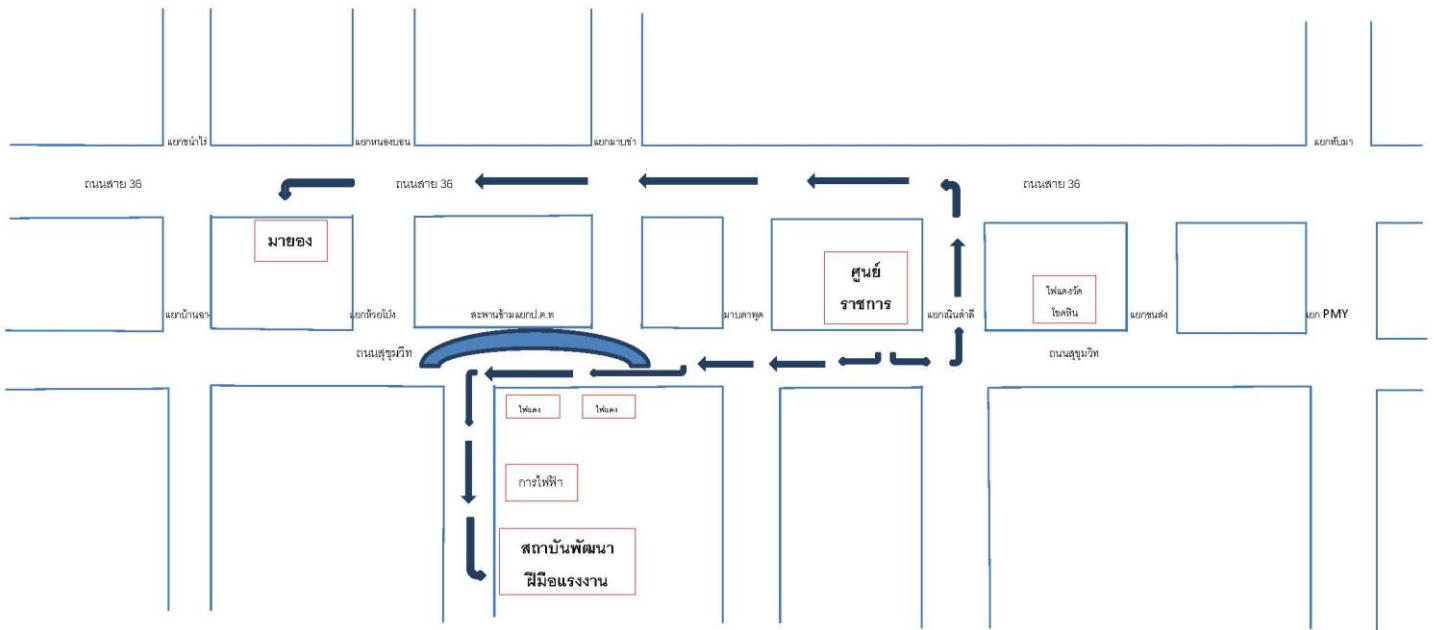 แยกขนำไร่ แยกหนองบอน แยกมาบข่า แยกทับมา
ถนนสาย 36 ถนนสาย 36 ถนนสาย 36
มายอง
ศูนย์
ราชการ
ไฟแดงวัด
โขดหิน
แยกบ้านฉาง แยกห้วยโป่ง สะพานข้ามแยกป.ต.ท มาบตาพุด แยกเนินสำลี แยกขนส่ง แยก PMY
ถนนสุขุมวิท ถนนสุขุมวิท
ไฟแดง ไฟแดง
การไฟฟ้า
สถาบันพัฒนา
ฝีมือแรงงาน